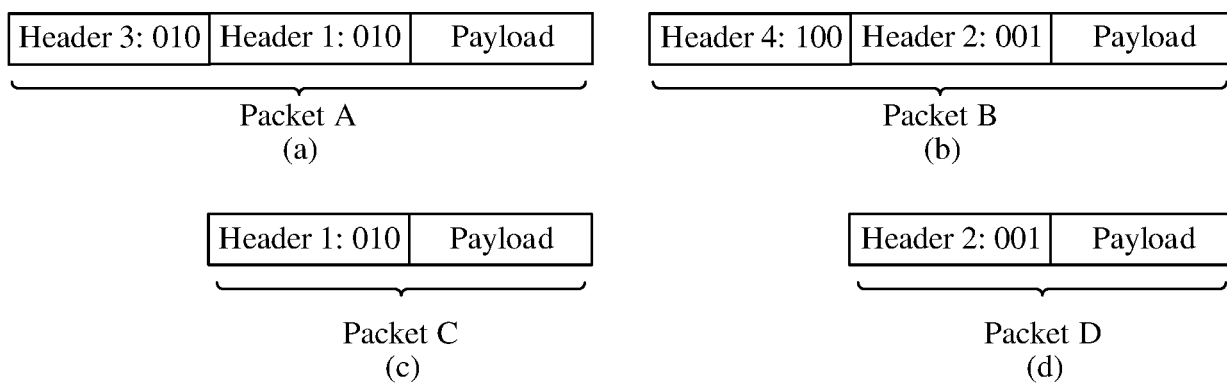 Header 3: 010 Header 1: 010 Payload
Packet A
(a)
Header 4: 100 Header 2: 001 Payload
Packet B
(b)
Header 1: 010 Payload
Packet C
(c)
Header 2: 001 Payload
Packet D
(d)